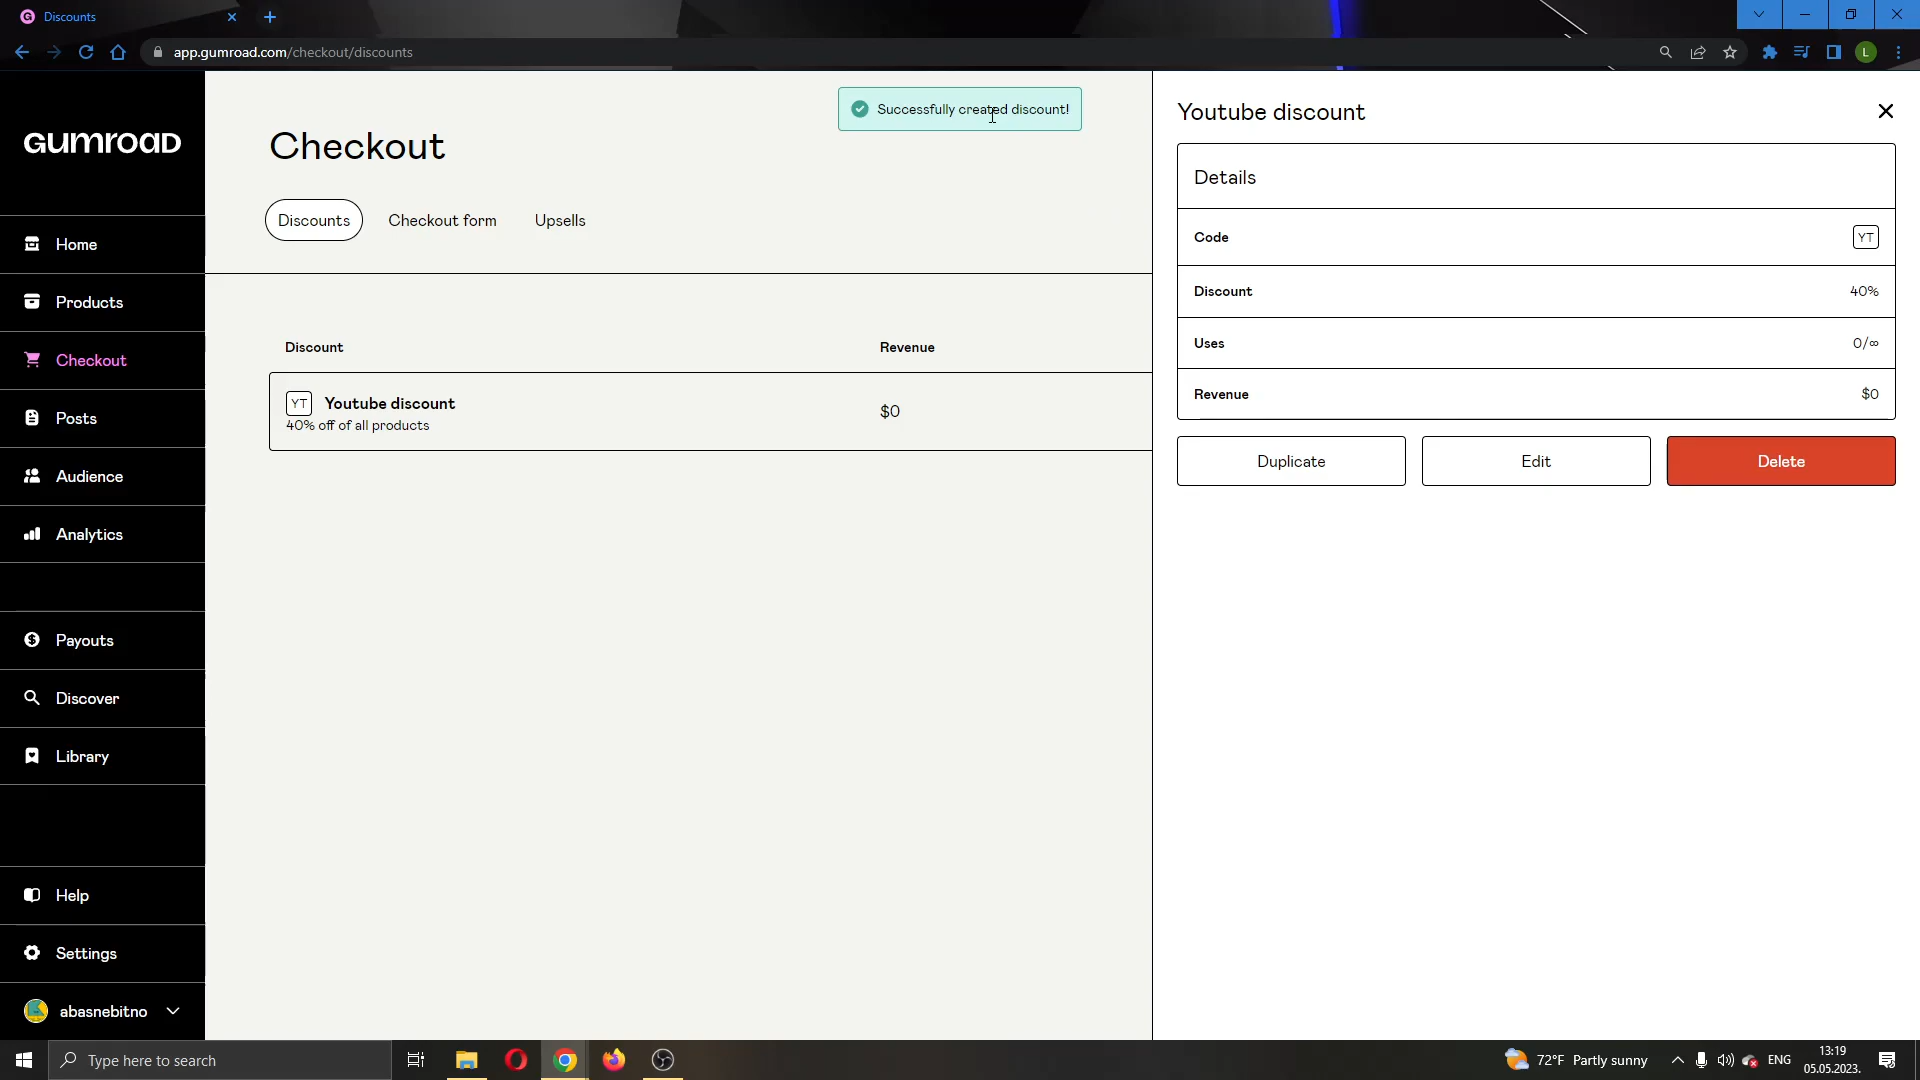 Discounts
app.gumroad.com/checkout/discounts
L
GUMROAD
Home
Products
Checkout
Posts
Audience
Analytics
Payouts
Discover
Library
Help
Settings
abasnebitno
Successfully created discount!
Checkout
Discounts Checkout form Upsells
Discount Revenue
YT Youtube discount
40% off of all products
$0
Youtube discount
Details
Code YT
Discount 40%
Uses 0/∞
Revenue $0
Duplicate Edit Delete
Type here to search
72°F Partly sunny
ENG
13:19
05.05.2023.